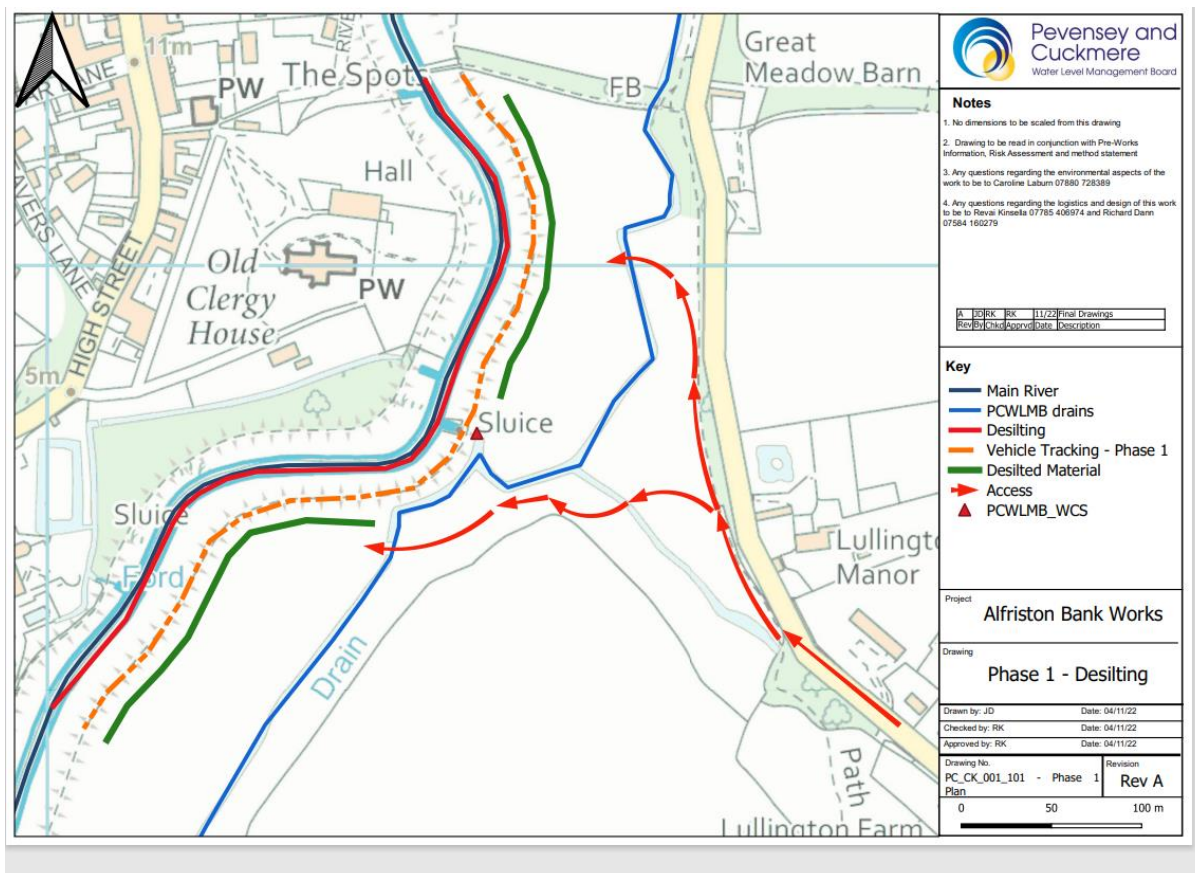 11m
RIVER
LANE
PW
The Spots
FB
Great
Meadow Barn
Hall
HIGH STREET
Old
Clergy
House
PW
5m
Sluice
Sluice
Ford
Drain
Lullingto
Manor
Path
Lullington Farm
Pevensey and
Cuckmere
Water Level Management Board
Notes
1. No dimensions to be scaled from this drawing
2. Drawing to be read in conjunction with Pre-Works
Information, Risk Assessment and method statement
3. Any questions regarding the environmental aspects of the
work to be to Caroline Laburn 07880 728389
4. Any questions regarding the logistics and design of this work
to be to Revai Kinsella 07785 406974 and Richard Dann
07584 160279
A JD RK RK 11/22 Final Drawings
Rev By Chkd Apprvd Date Description
Key
Main River
PCWLMB drains
Desilting
Vehicle Tracking - Phase 1
Desilted Material
Access
PCWLMB_WCS
Project
Alfriston Bank Works
Drawing
Phase 1 - Desilting
Drawn by: JD Date: 04/11/22
Checked by: RK Date: 04/11/22
Approved by: RK Date: 04/11/22
Drawing No. Revision
PC_CK_001_101 - Phase 1
Plan
Rev A
0 50 100 m